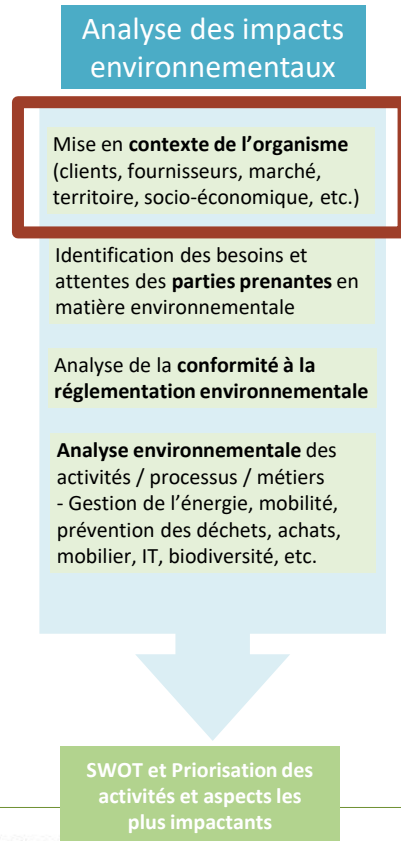 Analyse des impacts
environnementaux
Mise en contexte de l’organisme
(clients, fournisseurs, marché,
territoire, socio-économique, etc.)
Identification des besoins et
attentes des parties prenantes en
matière environnementale
Analyse de la conformité à la
réglementation environnementale
Analyse environnementale des
activités / processus / métiers
- Gestion de l’énergie, mobilité,
prévention des déchets, achats,
mobilier, IT, biodiversité, etc.
SWOT et Priorisation des
activités et aspects les
plus impactants